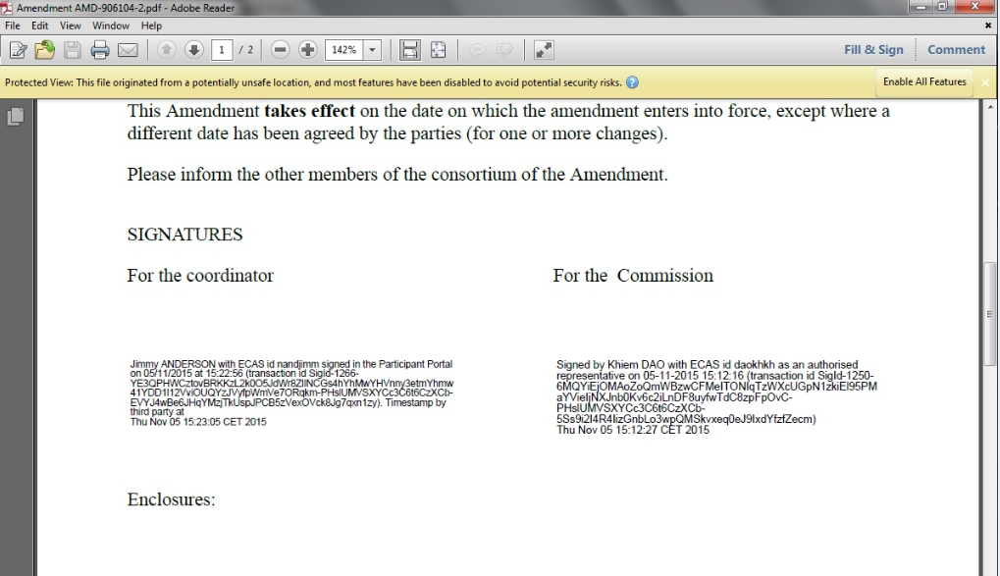 Amendment AMD-906104-2.pdf - Adobe Reader
File Edit View Window Help
1 / 2 142% Fill & Sign Comment
Protected View: This file originated from a potentially unsafe location, and most features have been disabled to avoid potential security risks. Enable All Features
This Amendment takes effect on the date on which the amendment enters into force, except where a
different date has been agreed by the parties (for one or more changes).
Please inform the other members of the consortium of the Amendment.
SIGNATURES
For the coordinator
For the Commission
Jimmy ANDERSON with ECAS id nandjimm signed in the Participant Portal
on 05/11/2015 at 15:22:56 (transaction id SigId-1266-
EVYJ4wBe6JHqYMzjTkUspJPCB5zVexOVck8Jg7qxn1zy). Timestamp by
third party at
Thu Nov 05 15:23:05 CET 2015
Signed by Khiem DAO with ECAS id daokhkh as an authorised
representative on 05-11-2015 15:12:16 (transaction id SigId-1250-
PHsIUMVSXYCc3C6t6CzXCb-
Thu Nov 05 15:12:27 CET 2015
Enclosures: